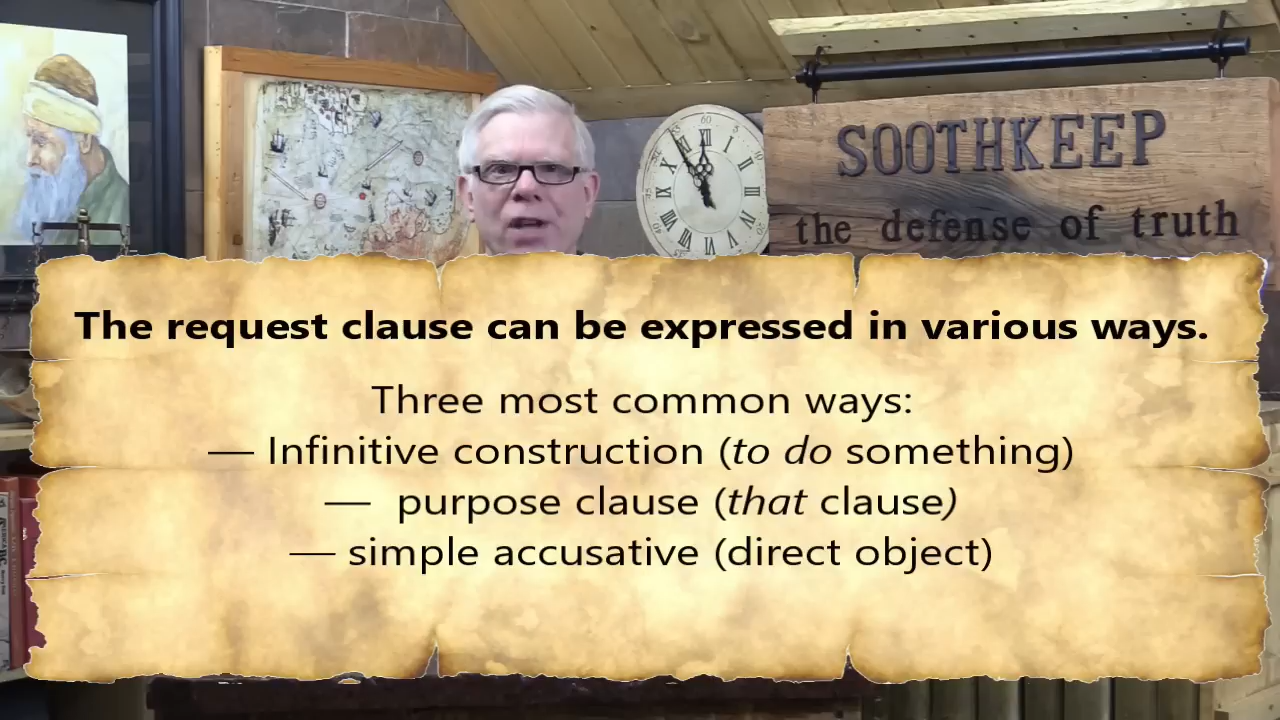 SOOTHKEEP
the defense of truth
The request clause can be expressed in various ways.
Three most common ways:
— Infinitive construction (to do something)
— purpose clause (that clause)
— simple accusative (direct object)